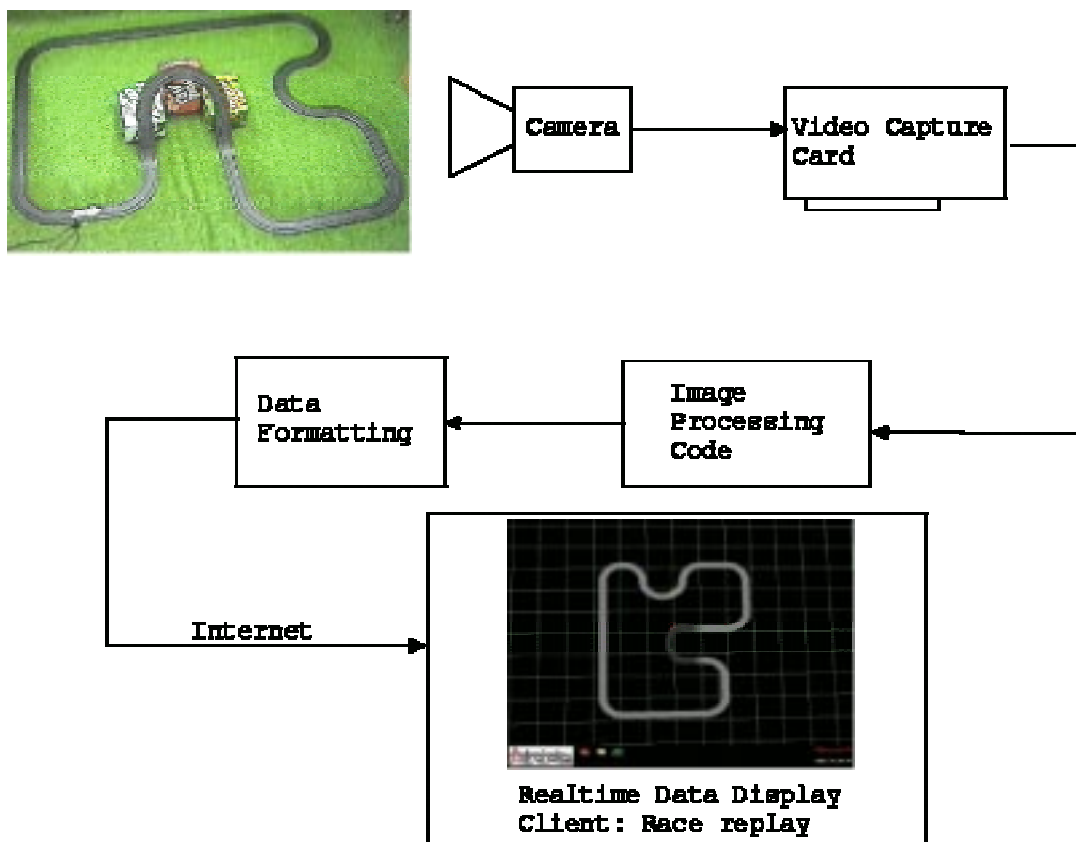 Camera
Video Capture
Card
Image
Processing
Code
Data
Formatting
Internet
Realtime Data Display
Client: Race replay